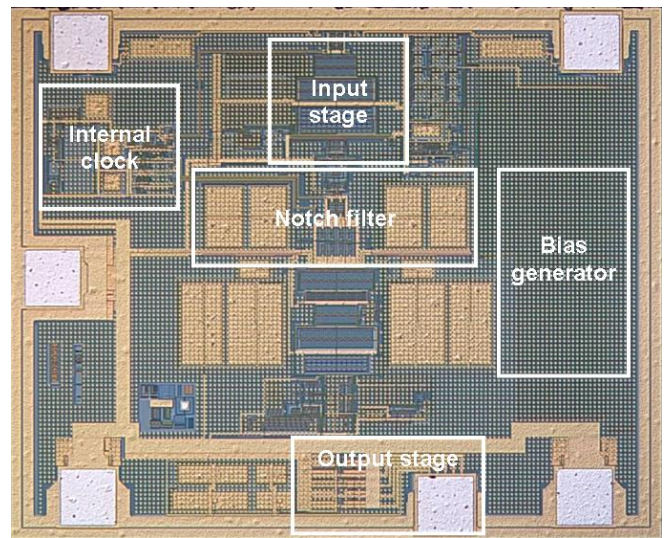 Input
stage
Internal
clock
Notch filter
Bias
generator
Output stage